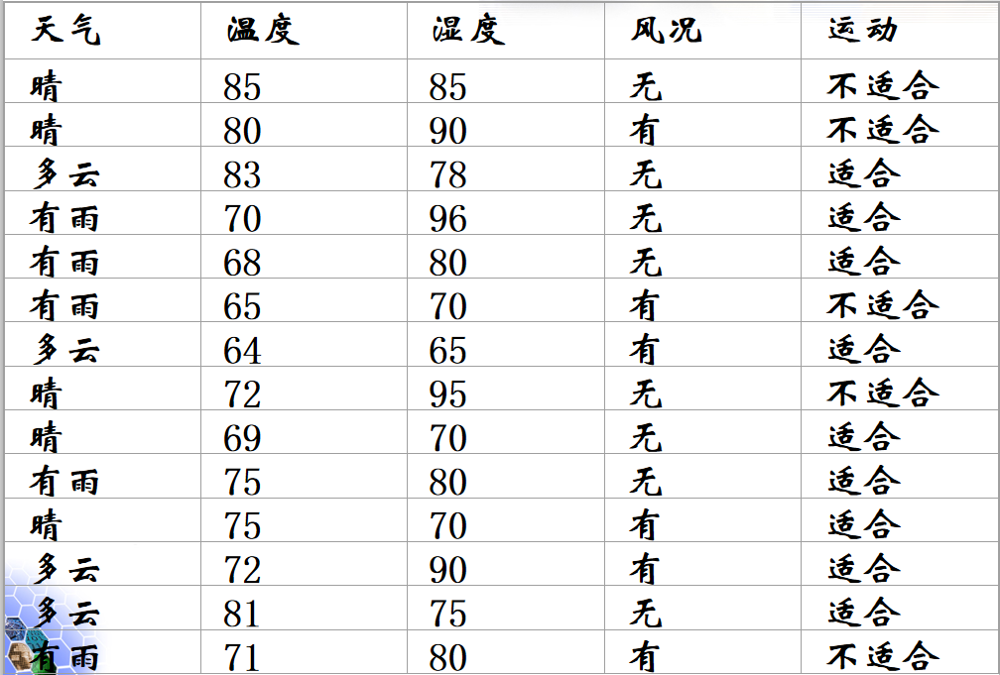 天气 温度 湿度 风况 运动
晴 85 85 无 不适合
晴 80 90 有 不适合
多云 83 78 无 适合
有雨 70 96 无 适合
有雨 68 80 无 适合
有雨 65 70 有 不适合
多云 64 65 有 适合
晴 72 95 无 不适合
晴 69 70 无 适合
有雨 75 80 无 适合
晴 75 70 有 适合
多云 72 90 有 适合
多云 81 75 无 适合
有雨 71 80 有 不适合